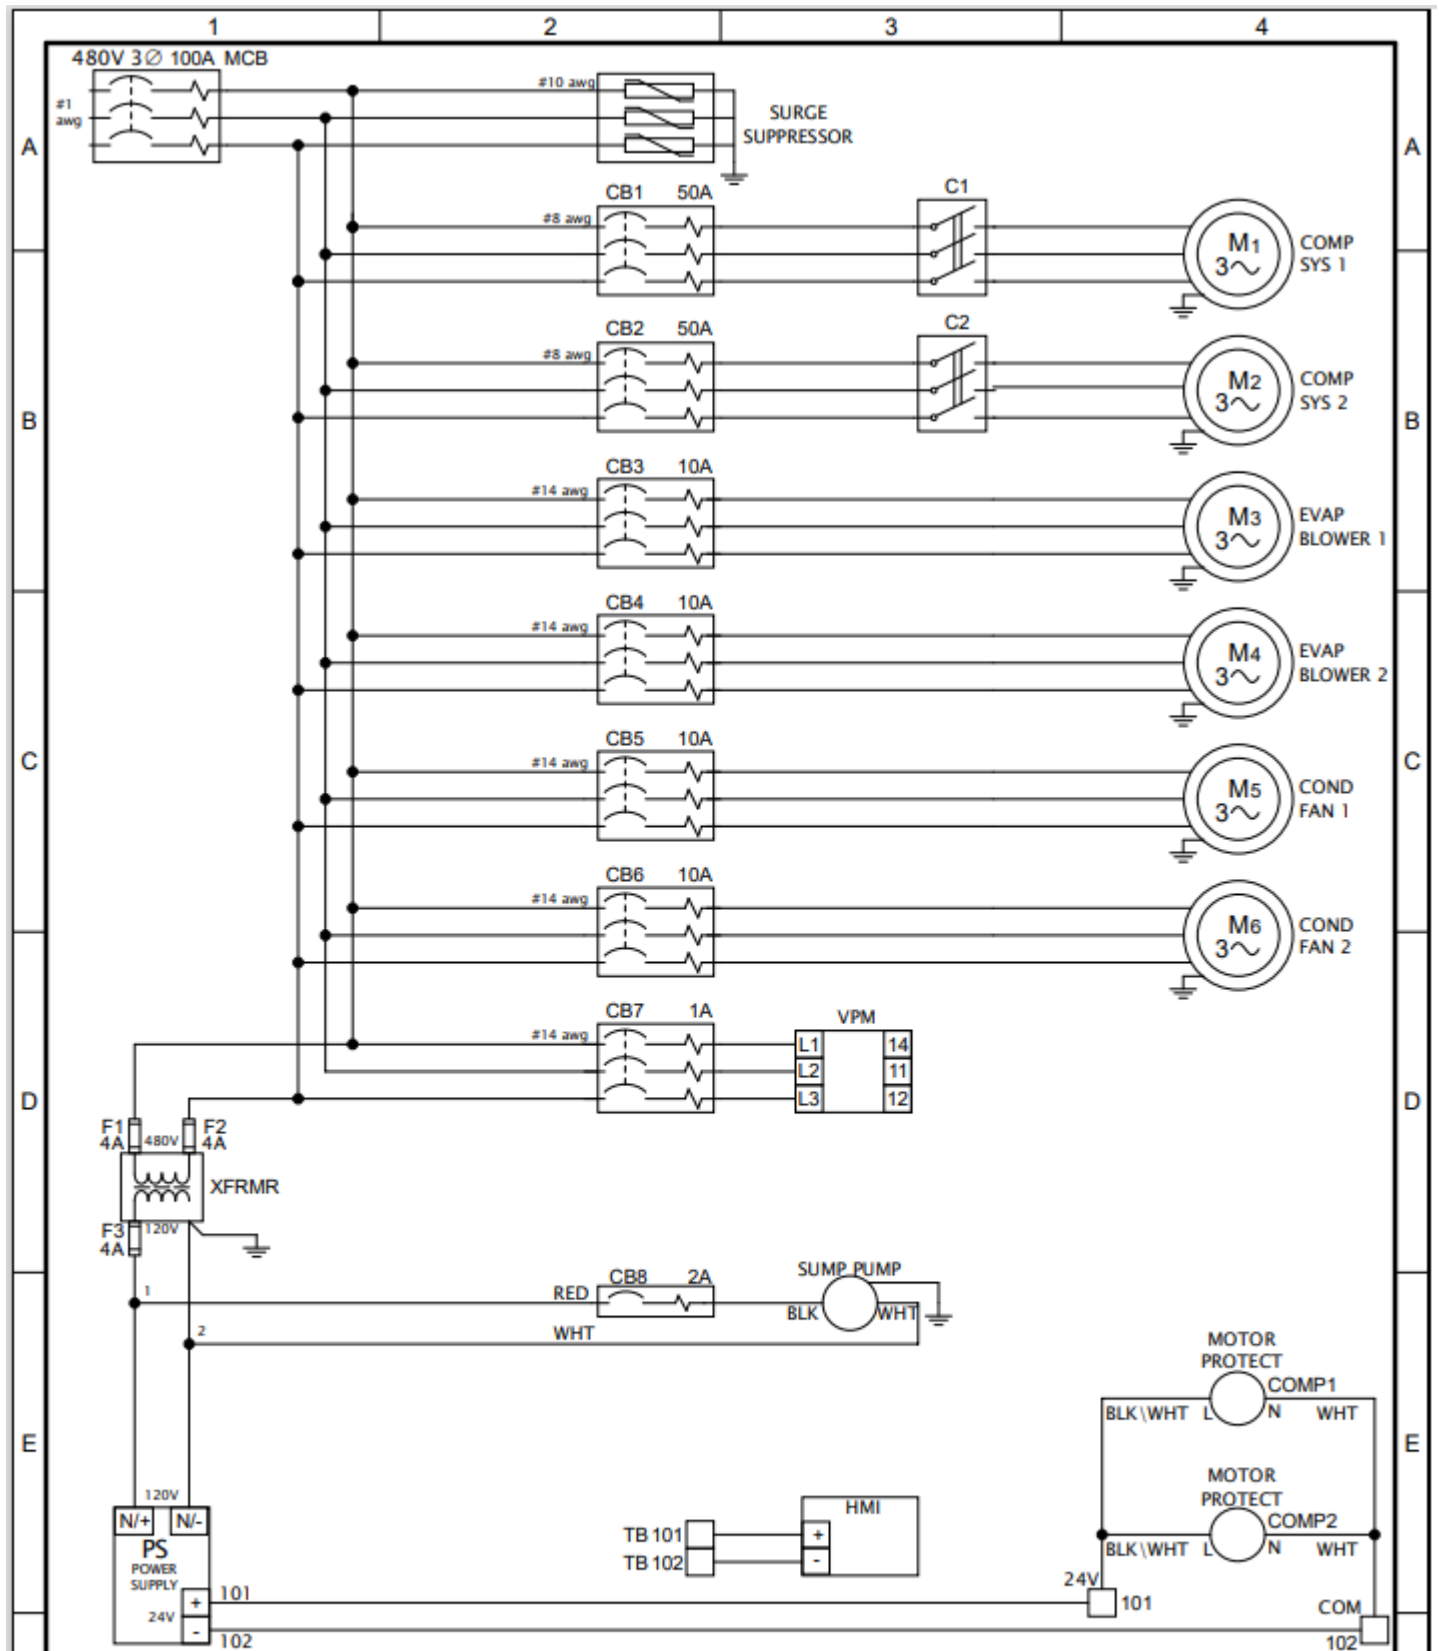 1 2 3 4
480V 3∅ 100A MCB
#1
awg
#10 awg
SURGE
SUPPRESSOR
A A
CB1 50A
#8 awg
C1
M1
3∿
COMP
SYS 1
CB2 50A
#8 awg
C2
M2
3∿
COMP
SYS 2
B B
CB3 10A
#14 awg
M3
3∿
EVAP
BLOWER 1
CB4 10A
#14 awg
M4
3∿
EVAP
BLOWER 2
C C
CB5 10A
#14 awg
M5
3∿
COND
FAN 1
CB6 10A
#14 awg
M6
3∿
COND
FAN 2
CB7 1A
#14 awg
VPM
L1 14
L2 11
L3 12
D D
F1 F2
4A 480V 4A
XFRMR
F3 120V
4A
1
RED
CB8 2A
SUMP PUMP
BLK WHT
2
WHT
MOTOR
PROTECT
COMP1
BLK\WHT L N WHT
E E
MOTOR
PROTECT
COMP2
BLK\WHT L N WHT
120V
N/+ N/-
PS
POWER
SUPPLY
24V
+ 101
- 102
HMI
TB 101 +
TB 102 -
24V
101
COM
102